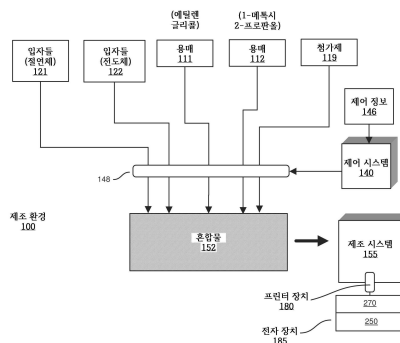 (에틸렌
글리콜)
(1-메톡시
2-프로판올)
입자들
(절연체)
121
입자들
(전도체)
122
용매
111
용매
112
첨가제
119
제어 정보
146
제어 시스템
140
148
제조 환경
100
혼합물
152
제조 시스템
155
프린터 장치
180
270
250
전자 장치
185